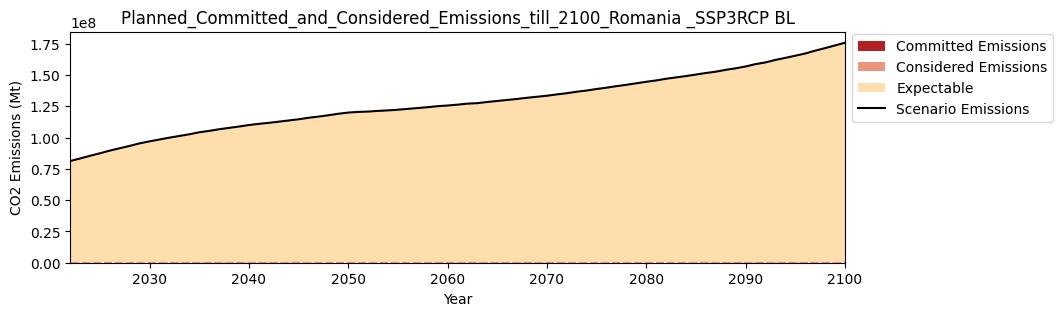 Planned_Committed_and_Considered_Emissions_till_2100_Romania _SSP3RCP BL
1e8
1.75
1.50
1.25
1.00
0.75
0.50
0.25
0.00
CO2 Emissions (Mt)
2030 2040 2050 2060 2070 2080 2090 2100
Year
Committed Emissions
Considered Emissions
Expectable
Scenario Emissions